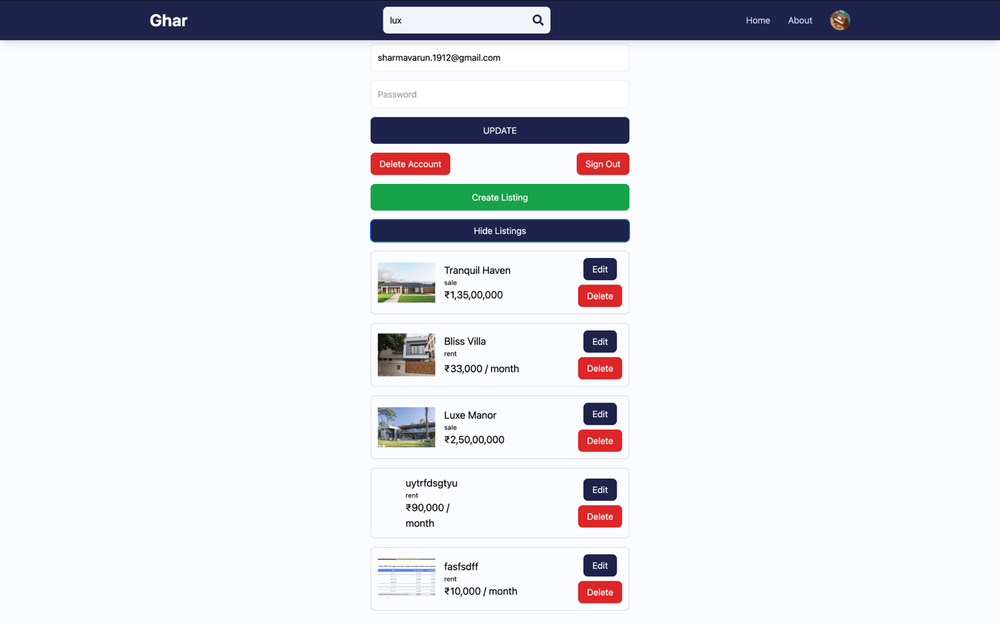 Ghar
lux
Home
About
sharmavarun.1912@gmail.com
Password
UPDATE
Delete Account
Sign Out
Create Listing
Hide Listings
Tranquil Haven
sale
₹1,35,00,000
Edit
Delete
Bliss Villa
rent
₹33,000 / month
Edit
Delete
Luxe Manor
sale
₹2,50,00,000
Edit
Delete
uytrfdsgtyu
rent
₹90,000 /
month
Edit
Delete
fasfsdff
rent
₹10,000 / month
Edit
Delete